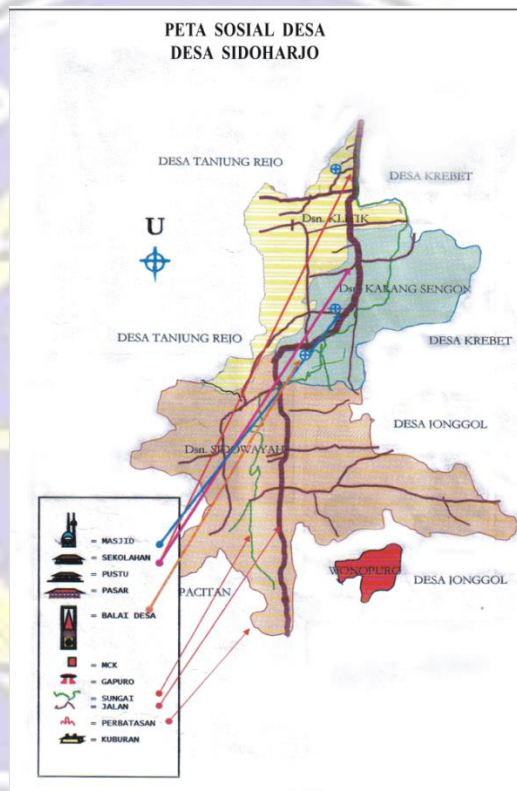 PETA SOSIAL DESA
DESA SIDOHARJO
DESA TANJUNG REJO
DESA KREBET
Dsn. KLITIK
U
Dsn. KARANG SENGON
DESA TANJUNG REJO
DESA KREBET
DESA JONGGOL
Dsn. SIDOWAYAH
WONOPURO
DESA JONGGOL
PACITAN
= MASJID
= SEKOLAHAN
= PUSTU
= PASAR
= BALAI DESA
= MCK
= GAPURO
= SUNGAI
= JALAN
= PERBATASAN
= KUBURAN